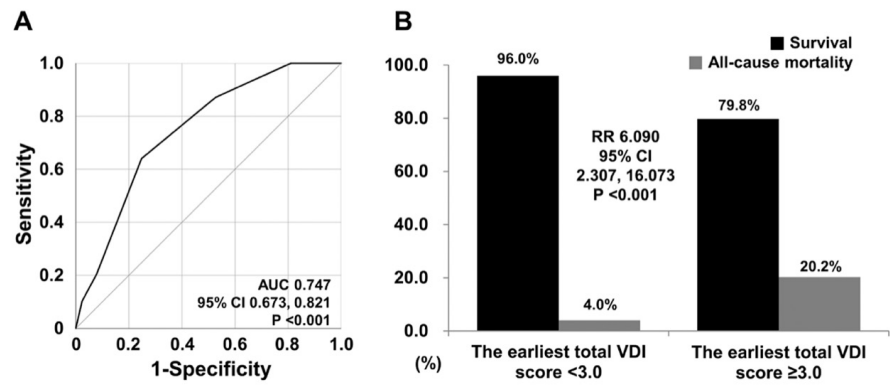 A
1.0
0.8
0.6
0.4
0.2
0
Sensitivity
AUC 0.747
95% CI 0.673, 0.821
P <0.001
0 0.2 0.4 0.6 0.8 1.0
1-Specificity
B
Survival
All-cause mortality
100.0
80.0
60.0
40.0
20.0
0.0
(%)
96.0%
4.0%
RR 6.090
95% CI
2.307, 16.073
P <0.001
79.8%
20.2%
The earliest total VDI
score <3.0
The earliest total VDI
score ≥3.0